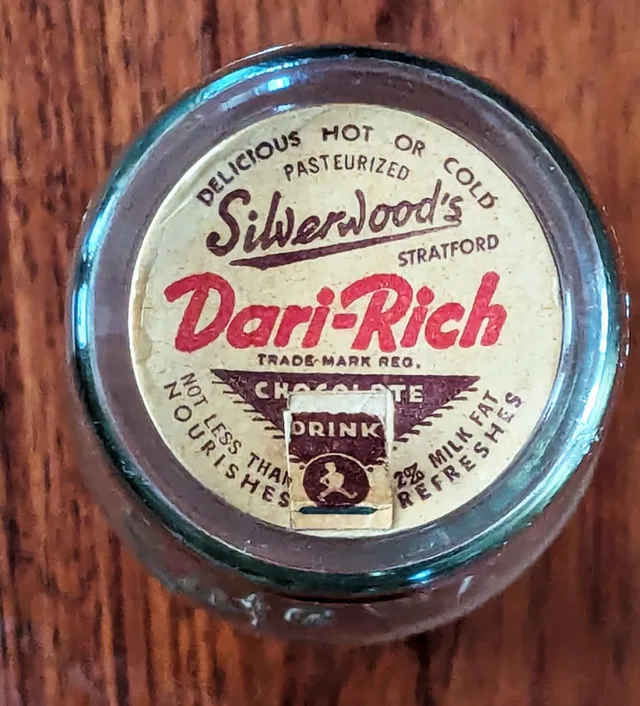 DELICIOUS HOT OR COLD
PASTEURIZED
Silverwood's
STRATFORD
Dari-Rich
TRADE-MARK REG.
CHOCOLATE
DRINK
NOT LESS THAN 2% MILK FAT
NOURISHES REFRESHES